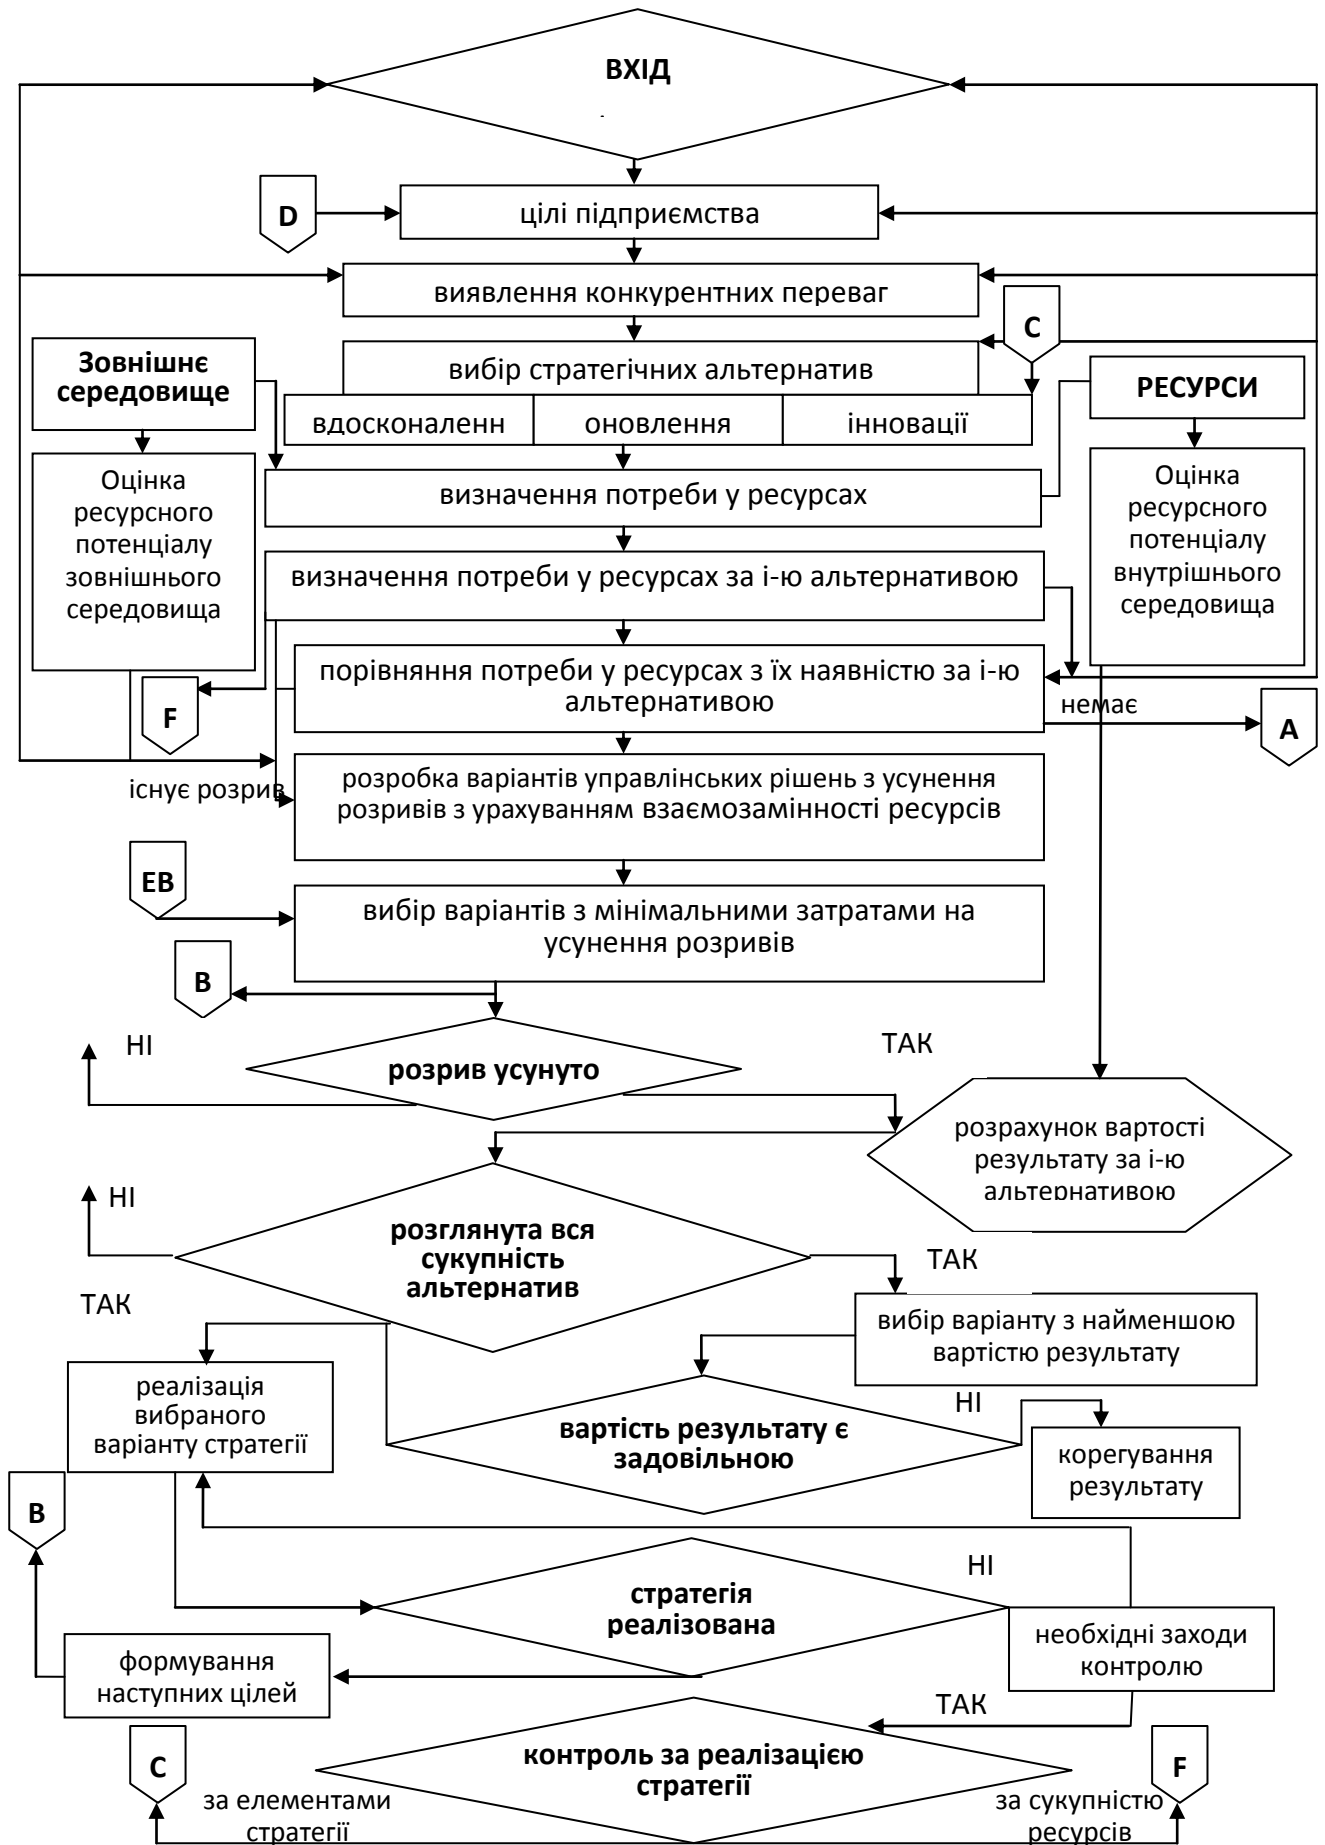 ВХІД
D
цілі підприємства
виявлення конкурентних переваг
C
Зовнішнє
середовище
вибір стратегічних альтернатив
РЕСУРСИ
вдосконаленн
оновлення
інновації
Оцінка
ресурсного
потенціалу
зовнішнього
середовища
визначення потреби у ресурсах
Оцінка
ресурсного
потенціалу
внутрішнього
середовища
визначення потреби у ресурсах за і-ю альтернативою
порівняння потреби у ресурсах з їх наявністю за і-ю
альтернативою
F
немає
A
існує розрив
розробка варіантів управлінських рішень з усунення
розривів з урахуванням взаємозамінності ресурсів
ЕВ
вибір варіантів з мінімальними затратами на
усунення розривів
B
НІ
ТАК
розрив усунуто
розрахунок вартості
результату за і-ю
альтернативою
НІ
розглянута вся
сукупність
альтернатив
ТАК
ТАК
вибір варіанту з найменшою
вартістю результату
реалізація
вибраного
варіанту стратегії
НІ
вартість результату є
задовільною
корегування
результату
B
НІ
стратегія
реалізована
необхідні заходи
контролю
формування
наступних цілей
ТАК
C
контроль за реалізацією
стратегії
F
за елементами
стратегії
за сукупністю
ресурсів